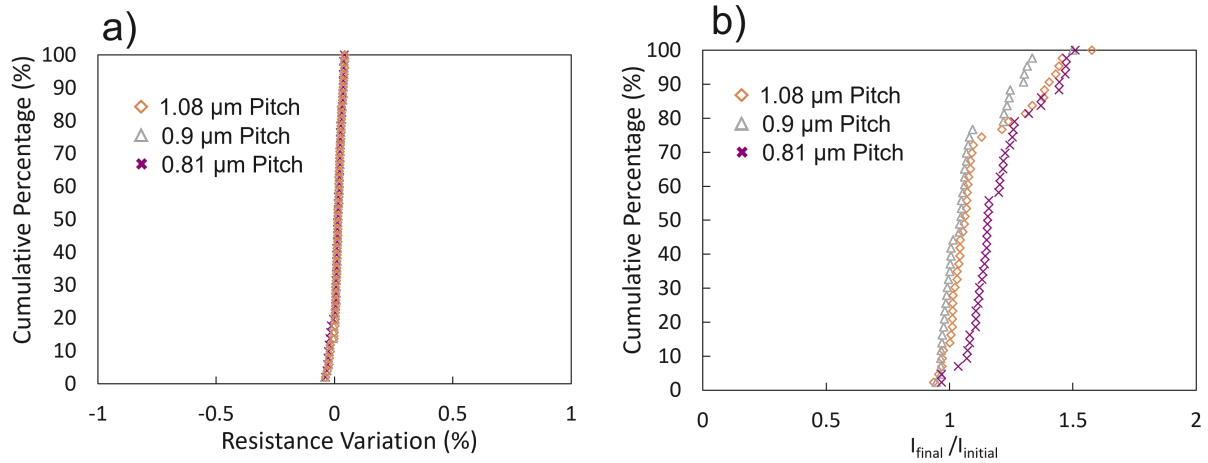 a)
Cumulative Percentage (%)
100
90
80
70
60
50
40
30
20
10
0
1.08 µm Pitch
0.9 µm Pitch
0.81 µm Pitch
-1
-0.5
0
0.5
1
Resistance Variation (%)
b)
Cumulative Percentage (%)
100
90
80
70
60
50
40
30
20
10
0
1.08 µm Pitch
0.9 µm Pitch
0.81 µm Pitch
0
0.5
1
1.5
2
Ifinal /Iinitial